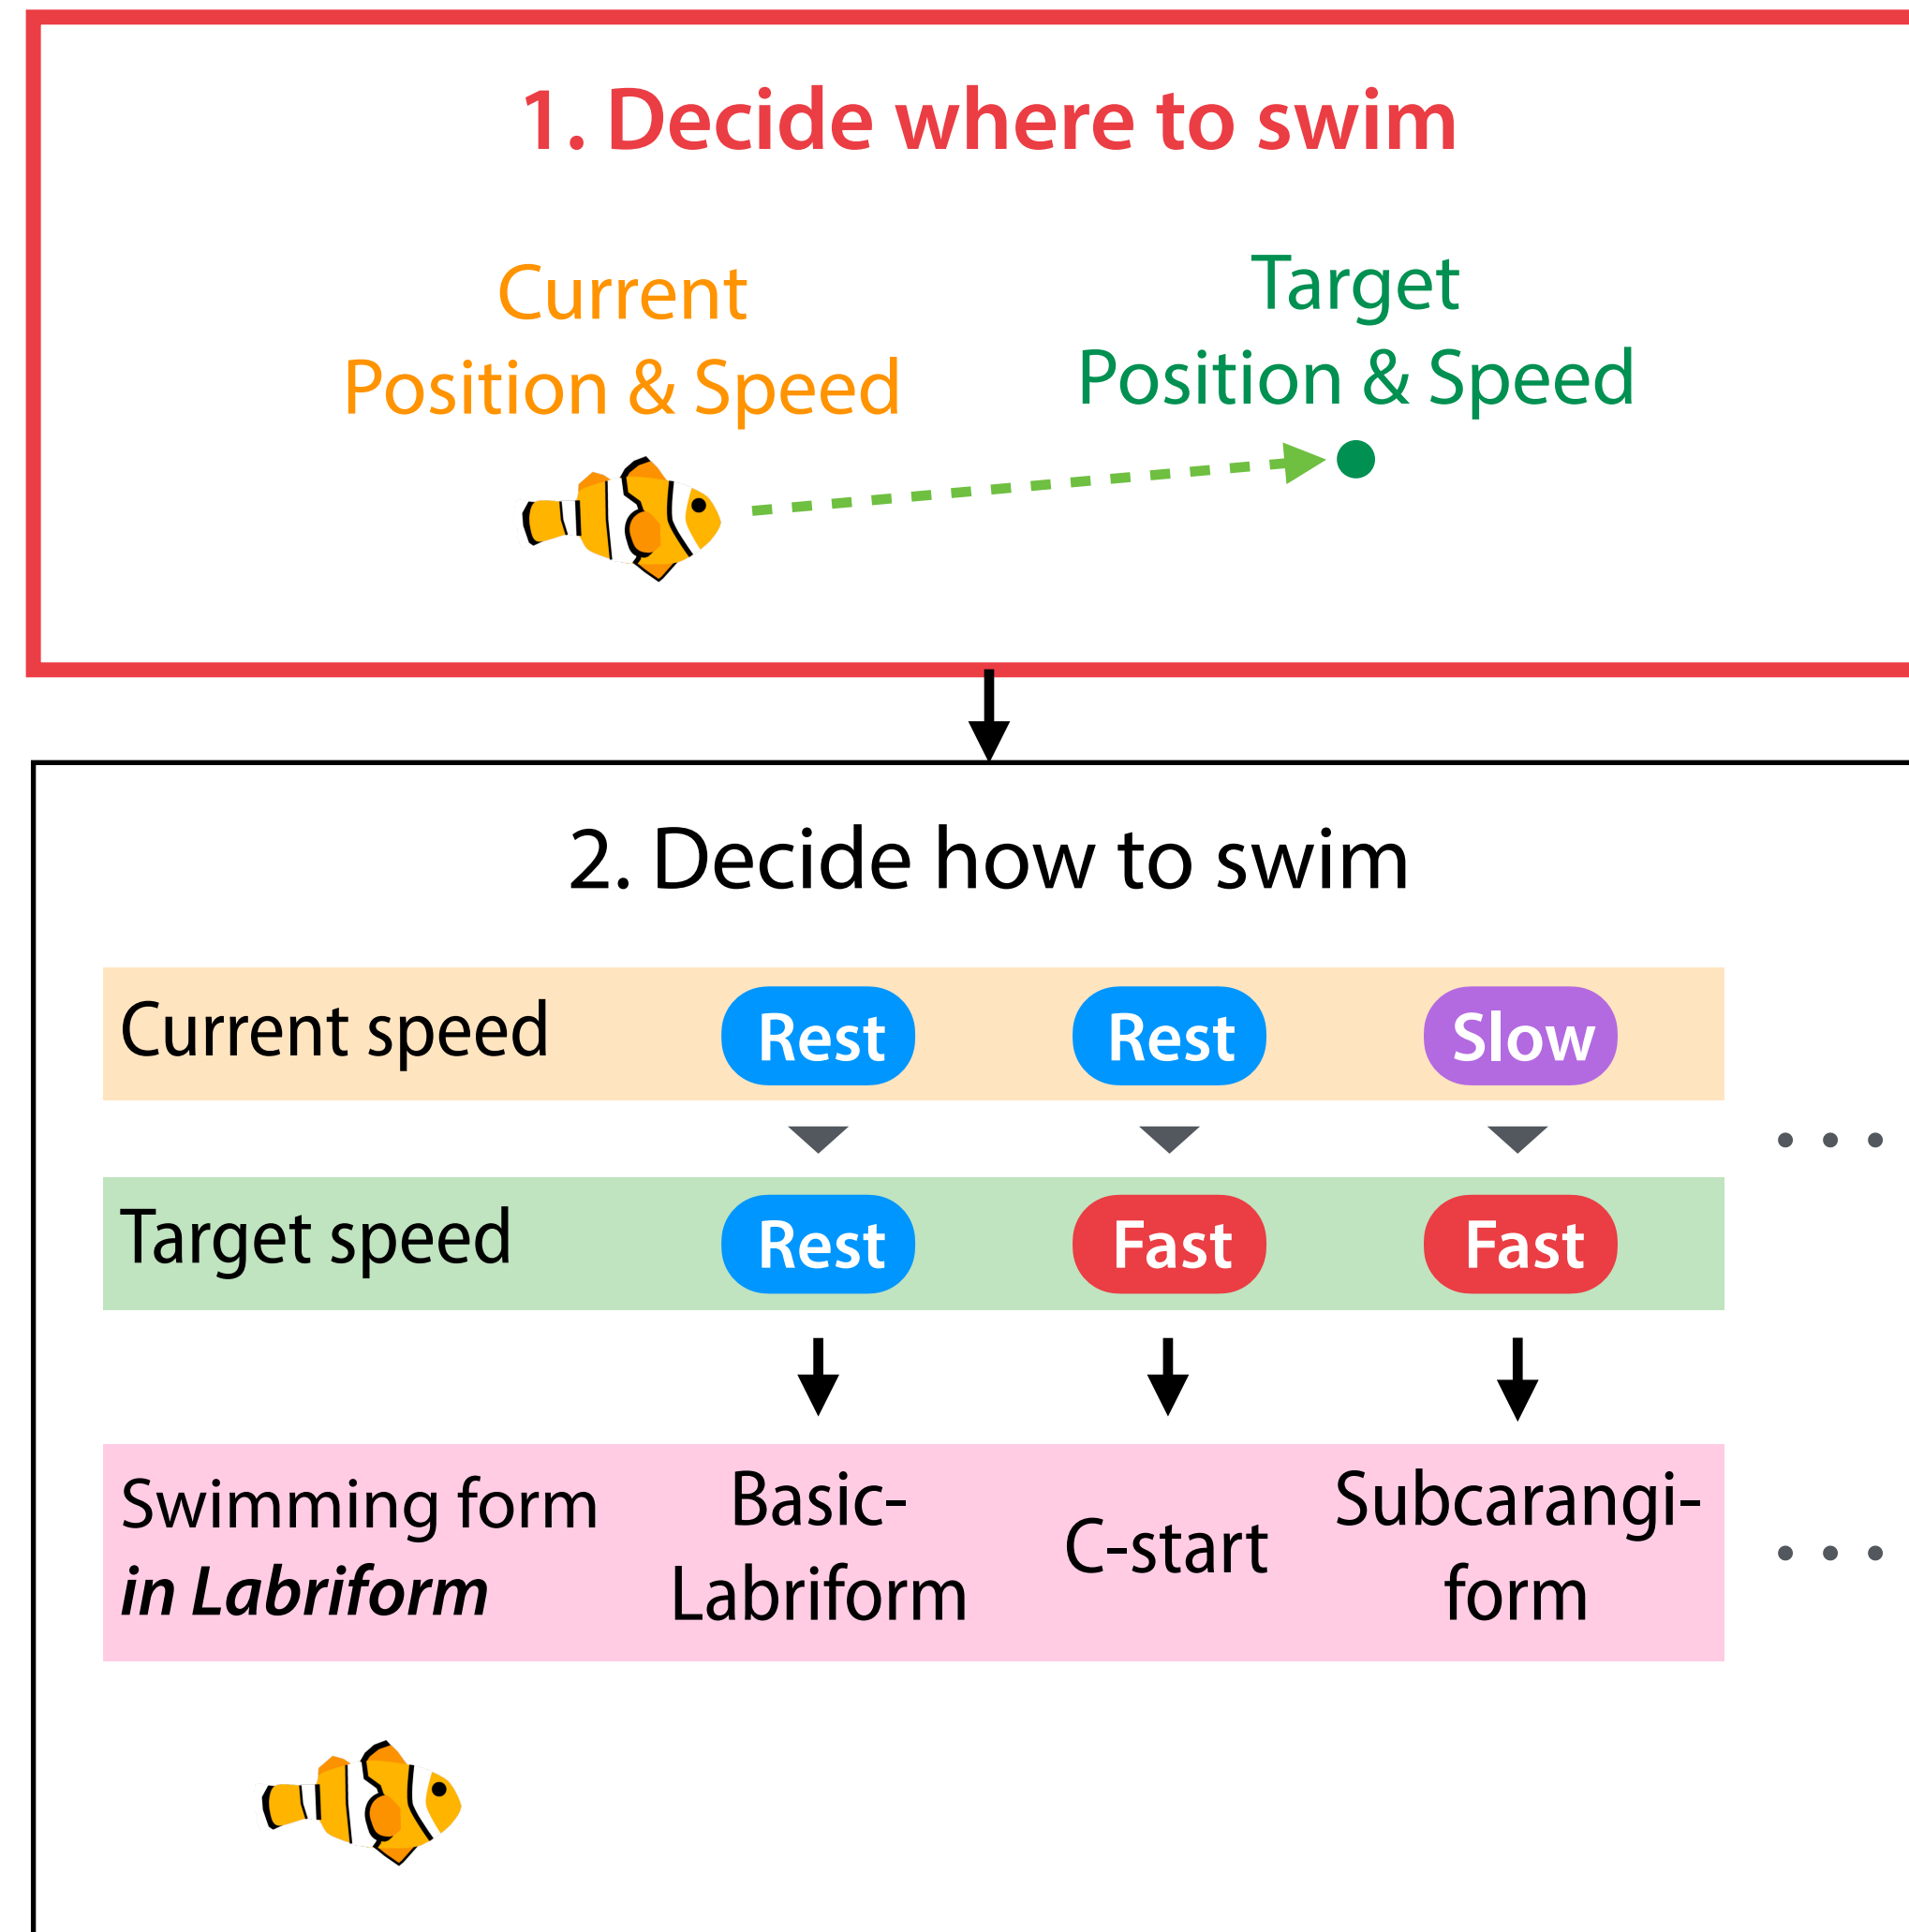 1. Decide where to swim
Current
Position & Speed
Target
Position & Speed
2. Decide how to swim
Current speed
Rest
Rest
Slow
Target speed
Rest
Fast
Fast
Swimming form
in Labriform
Basic-
Labriform
C-start
Subcarangi-
form